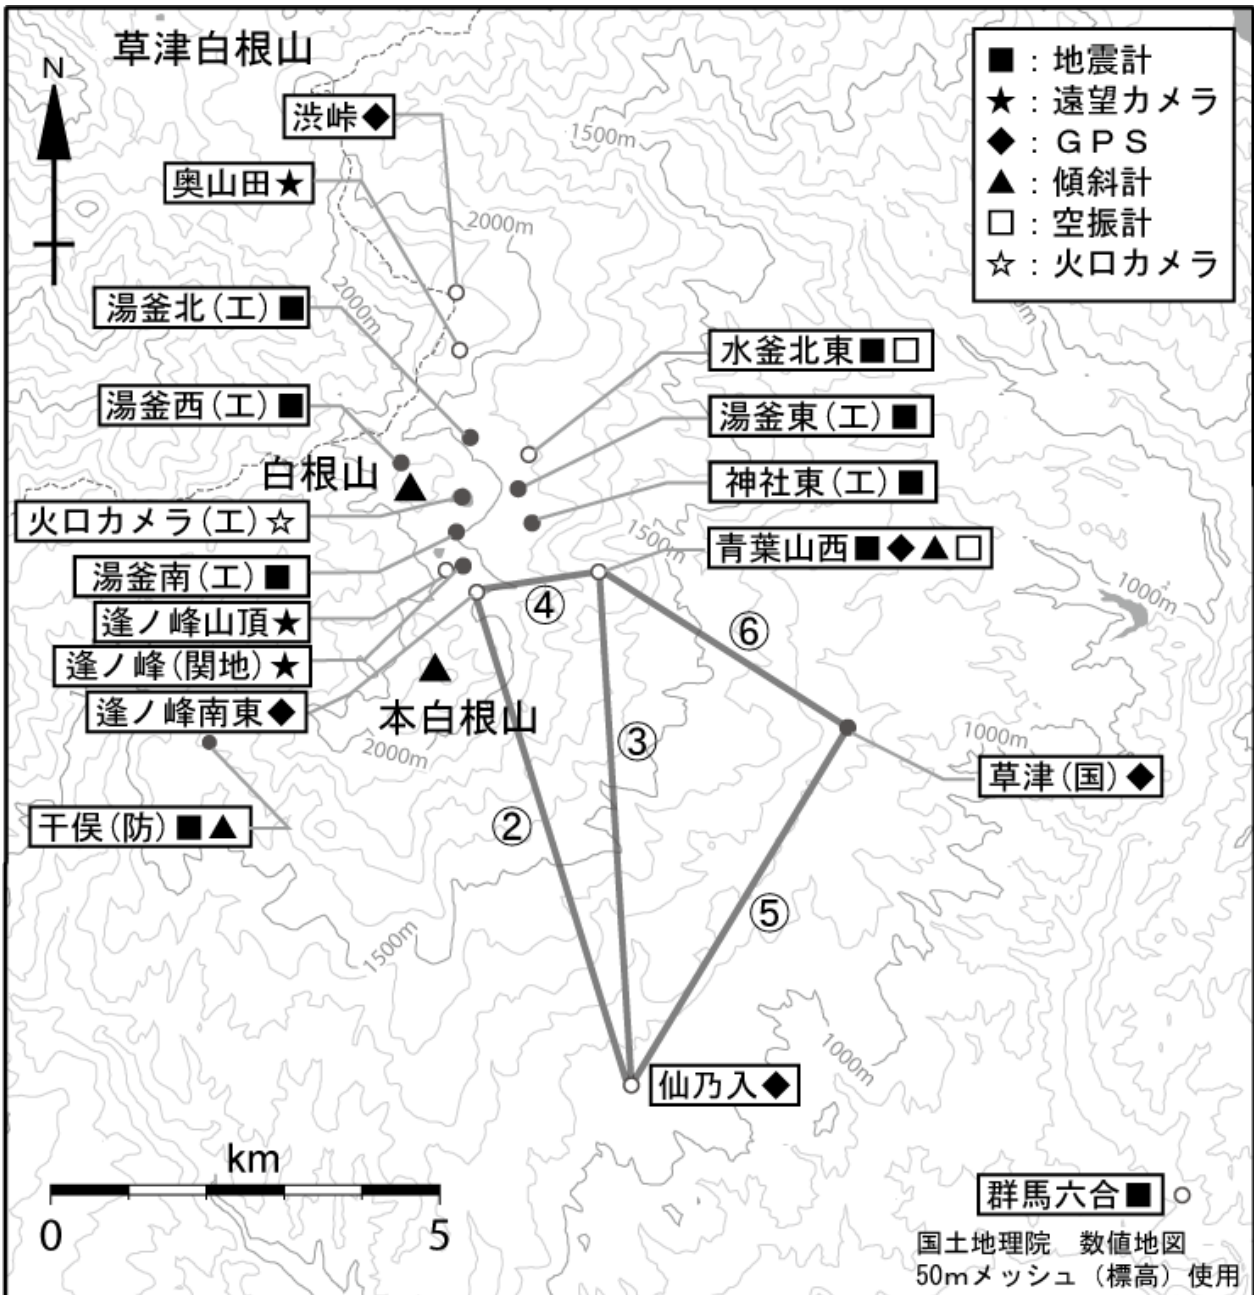 草津白根山
N
■：地震計
★：遠望カメラ
◆：ＧＰＳ
▲：傾斜計
□：空振計
☆：火口カメラ
渋峠◆
1500m
奥山田★
2000m
2000m
湯釜北(工)■
水釜北東■□
湯釜西(工)■
湯釜東(工)■
白根山
神社東(工)■
火口カメラ(工)☆
1500m
青葉山西■◆▲□
湯釜南(工)■
1000m
逢ノ峰山頂★
④
⑥
逢ノ峰(関地)★
逢ノ峰南東◆
本白根山
2000m
③
1000m
草津(国)◆
干俣(防)■▲
②
⑤
1500m
1000m
仙乃入◆
km
0
5
群馬六合■
国土地理院　数値地図
50mメッシュ（標高）使用